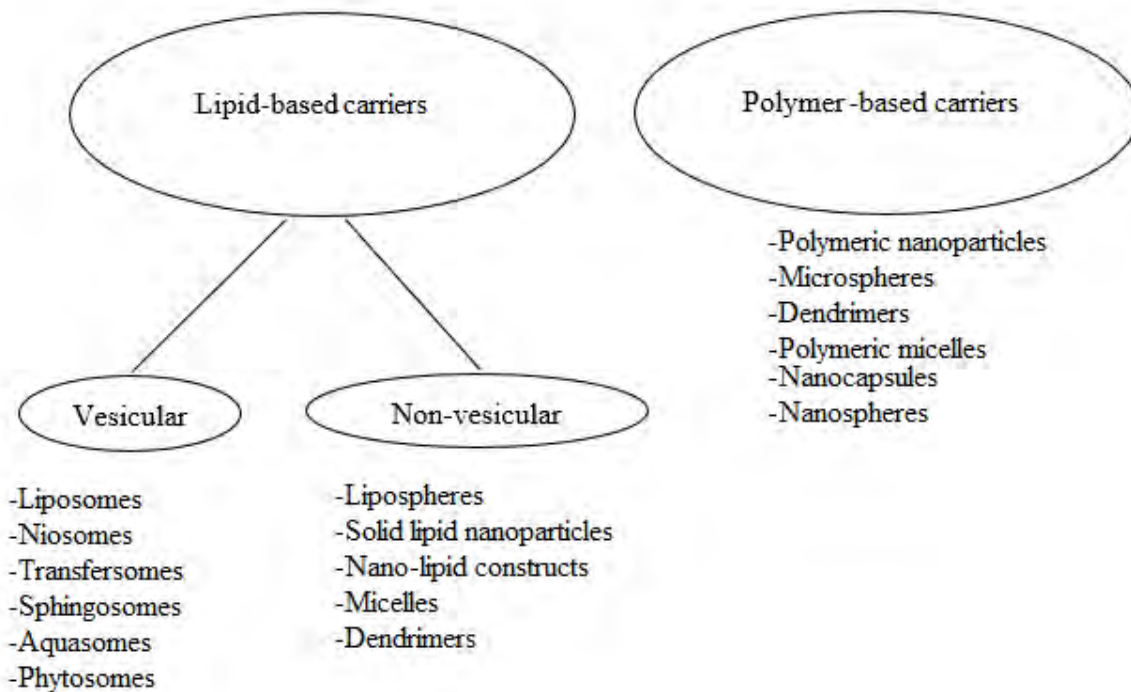 Lipid-based carriers
Polymer -based carriers
-Polymeric nanoparticles
-Microspheres
-Dendrimers
-Polymeric micelles
-Nanocapsules
-Nanospheres
Vesicular
Non-vesicular
-Liposomes
-Niosomes
-Transfersomes
-Sphingosomes
-Aquasomes
-Phytosomes
-Lipospheres
-Solid lipid nanoparticles
-Nano-lipid constructs
-Micelles
-Dendrimers